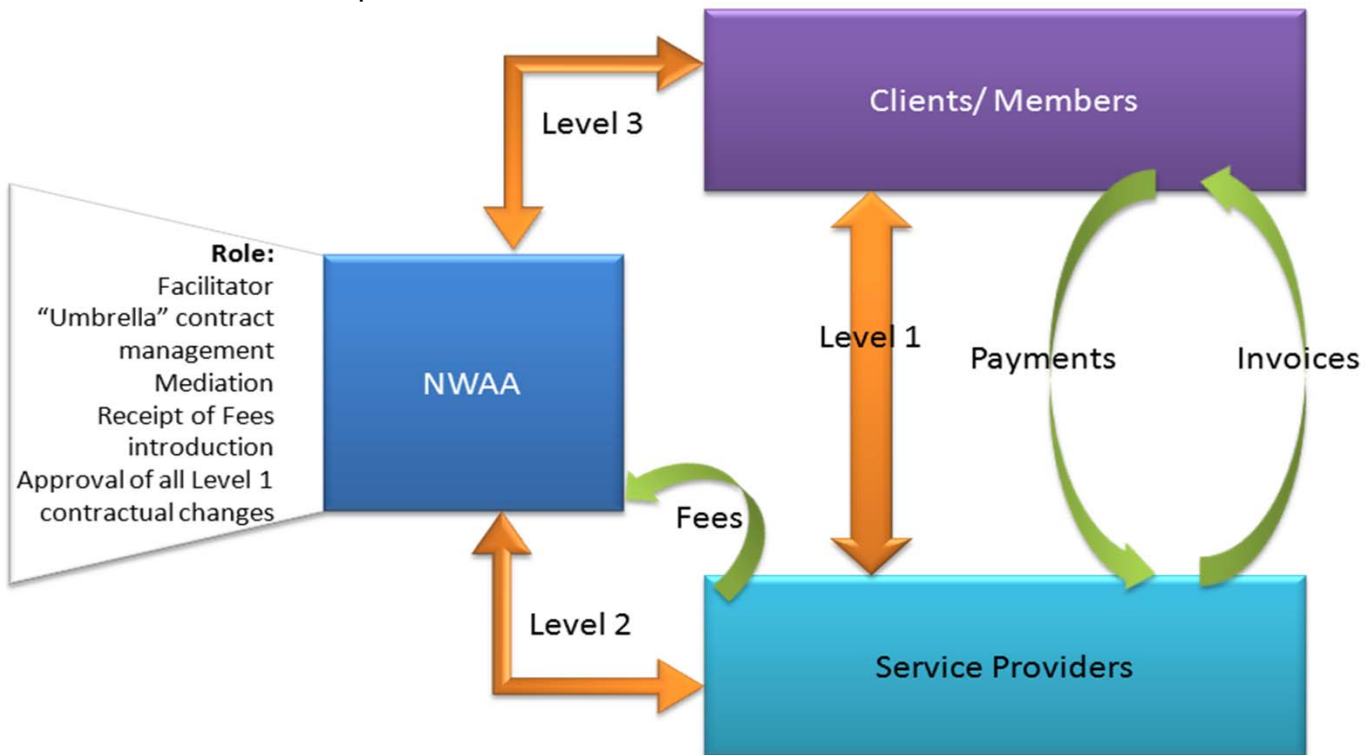 Clients/ Members
Level 3
Role:
Facilitator
“Umbrella” contract
management
Mediation
Receipt of Fees
introduction
Approval of all Level 1
contractual changes
NWAA
Level 1
Payments
Invoices
Fees
Level 2
Service Providers